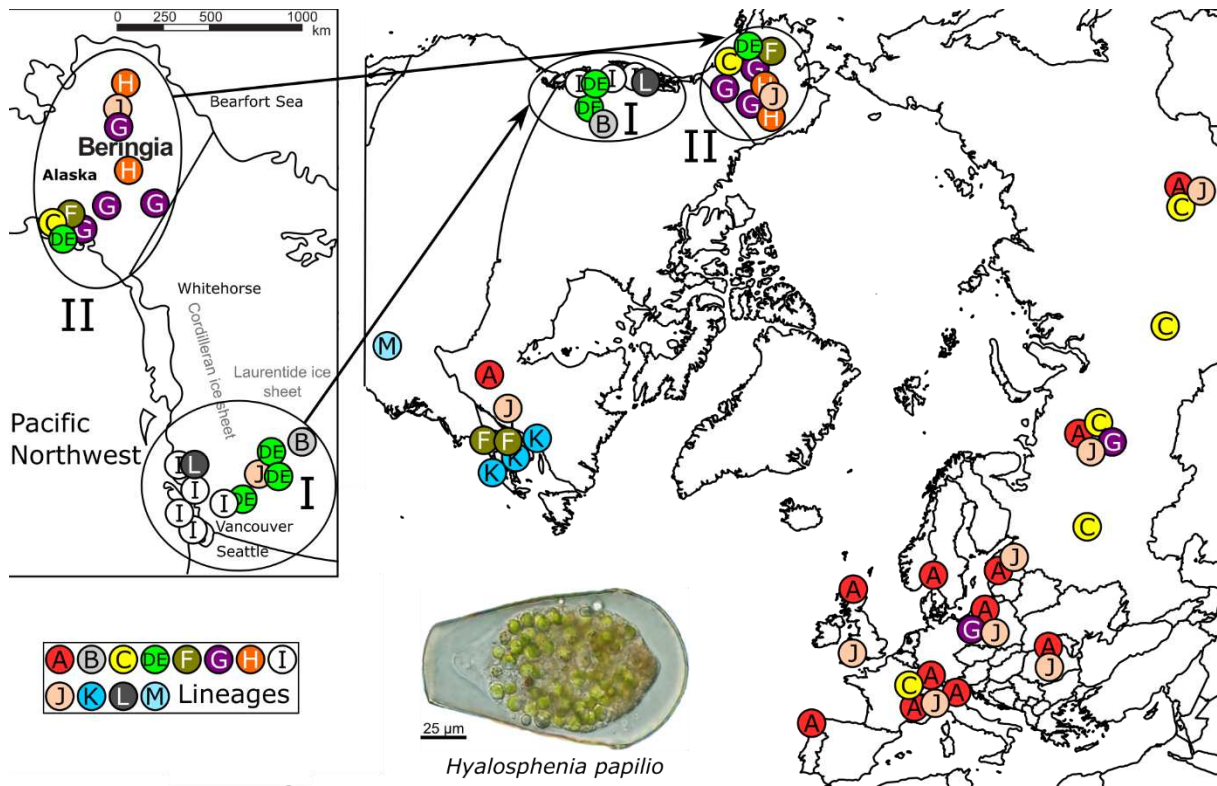 0 250 500 1000
km
H
J
G
Beringia
H
Alaska
G
G
C
F
G
DE
II
Bearfort Sea
Whitehorse
Cordilleran ice sheet
Laurentide ice
sheet
Pacific
Northwest
B
DE
I
L
J
DE
I
DE
I
I
I
I
Vancouver
Seattle
I
DE
I
I
L
DE
B
I
DE
F
C
G
G
H
J
G
H
II
M
A
J
F
F
K
K
K
A
J
C
C
C
A
G
J
C
J
A
A
A
A
G
J
J
A
J
A
C
A
A
J
A
A
B
C
DE
F
G
H
I
J
K
L
M
Lineages
25 µm
Hyalosphenia papilio